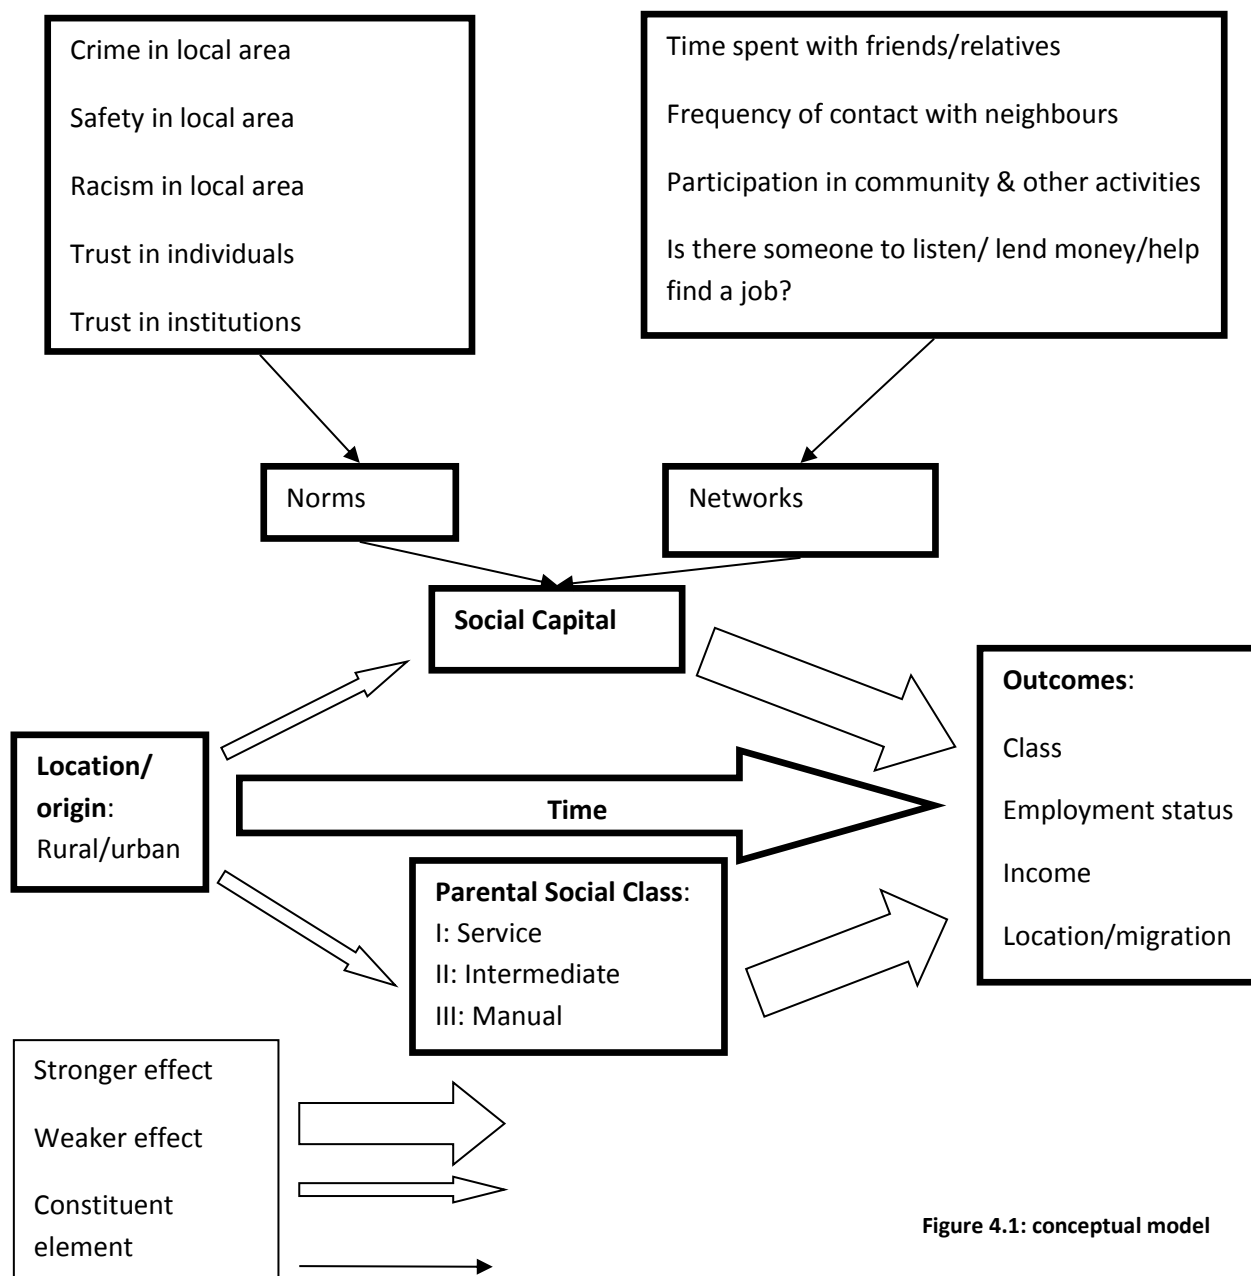 Crime in local area
Safety in local area
Racism in local area
Trust in individuals
Trust in institutions
Time spent with friends/relatives
Frequency of contact with neighbours
Participation in community & other activities
Is there someone to listen/ lend money/help
find a job?
Norms
Networks
Social Capital
Location/
origin:
Rural/urban
Time
Parental Social Class:
I: Service
II: Intermediate
III: Manual
Outcomes:
Class
Employment status
Income
Location/migration
Stronger effect
Weaker effect
Constituent
element
Figure 4.1: conceptual model